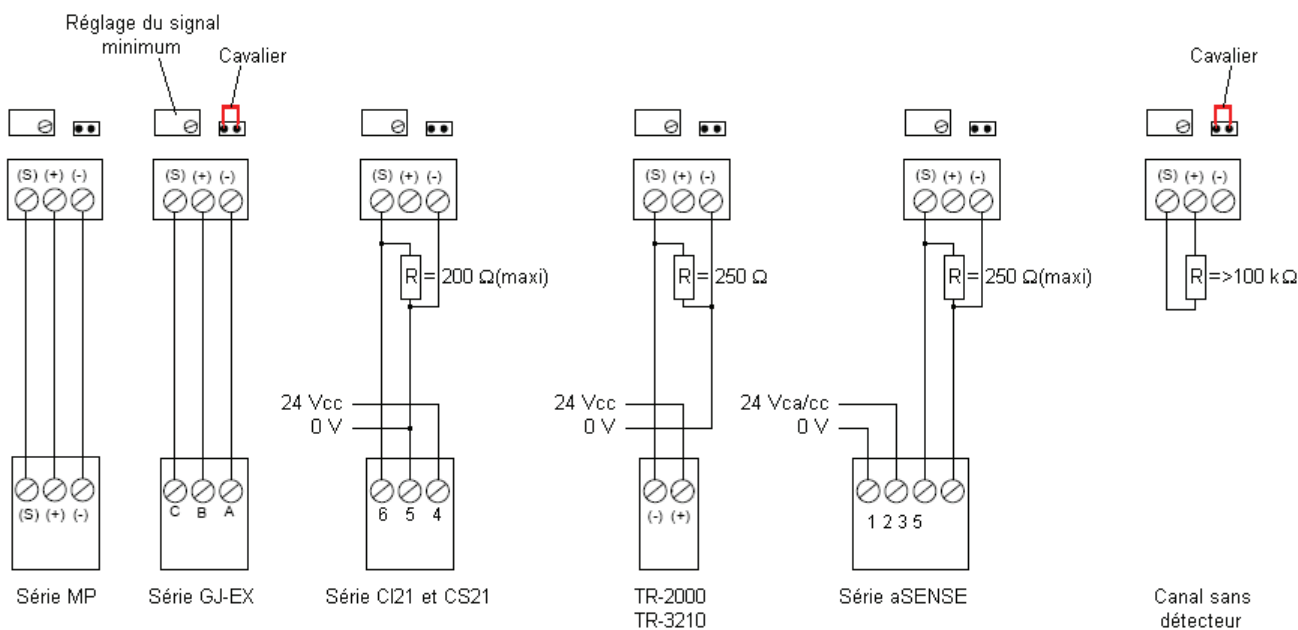 Réglage du signal
minimum
Cavalier
Cavalier
(S) (+) (-)
(S) (+) (-)
(S) (+) (-)
(S) (+) (-)
(S) (+) (-)
(S) (+) (-)
R = 200 Ω(maxi)
R = 250 Ω
R = 250 Ω(maxi)
R =>100 kΩ
24 Vcc
0 V
24 Vcc
0 V
24 Vca/cc
0 V
(S) (+) (-)
C B A
6 5 4
(-) (+)
1 2 3 5
Série MP
Série GJ-EX
Série CI21 et CS21
TR-2000
TR-3210
Série aSENSE
Canal sans
détecteur